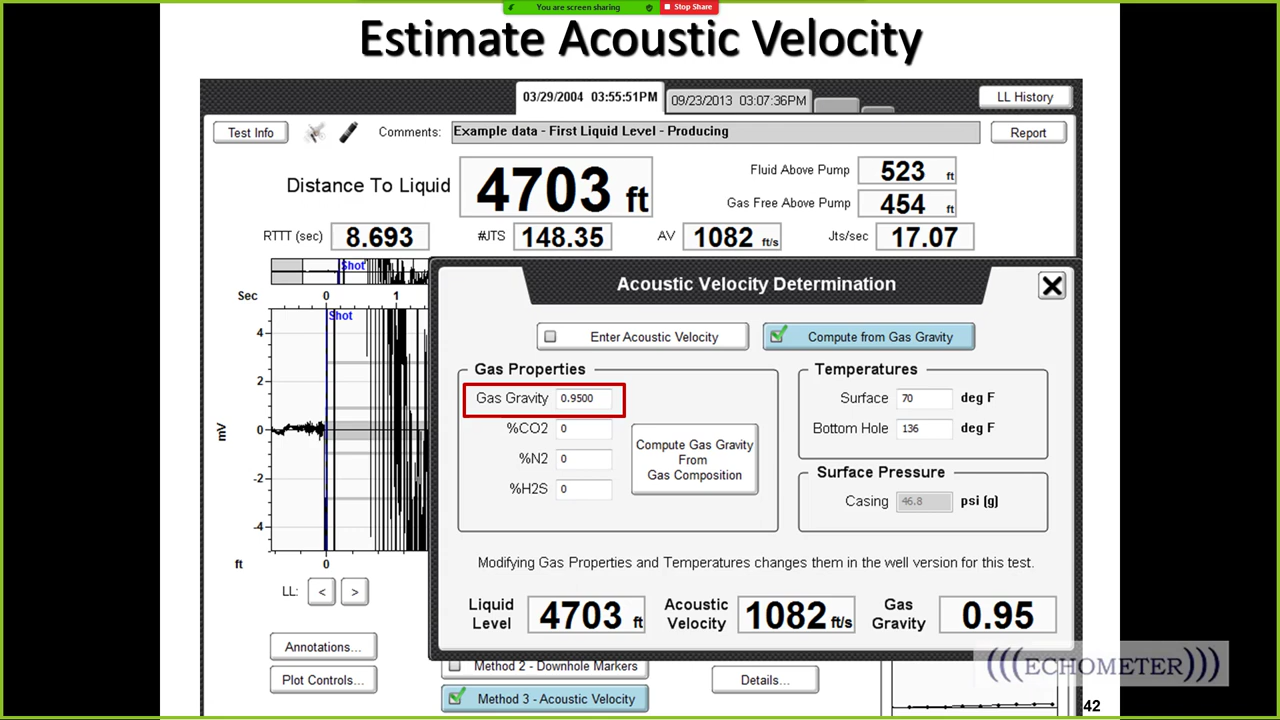 You are screen sharing Stop Share
Estimate Acoustic Velocity
03/29/2004 03:55:51PM 09/23/2013 03:07:36PM LL History
Test Info Comments: Example data - First Liquid Level - Producing Report
Distance To Liquid 4703 ft
Fluid Above Pump 523 ft
Gas Free Above Pump 454 ft
RTTT (sec) 8.693 #JTS 148.35 AV 1082 ft/s Jts/sec 17.07
Shot
Sec 0 1
Shot
4
2
mV 0
-2
-4
ft 0
LL: < >
Annotations...
Plot Controls...
Acoustic Velocity Determination
Enter Acoustic Velocity Compute from Gas Gravity
Gas Properties
Gas Gravity 0.9500
%CO2 0
%N2 0
%H2S 0
Compute Gas Gravity
From
Gas Composition
Temperatures
Surface 70 deg F
Bottom Hole 136 deg F
Surface Pressure
Casing 46.8 psi (g)
Modifying Gas Properties and Temperatures changes them in the well version for this test.
Liquid Level 4703 ft Acoustic Velocity 1082 ft/s Gas Gravity 0.95
Method 2 - Downhole Markers
Method 3 - Acoustic Velocity
Details...
(((ECHOMETER)))
42